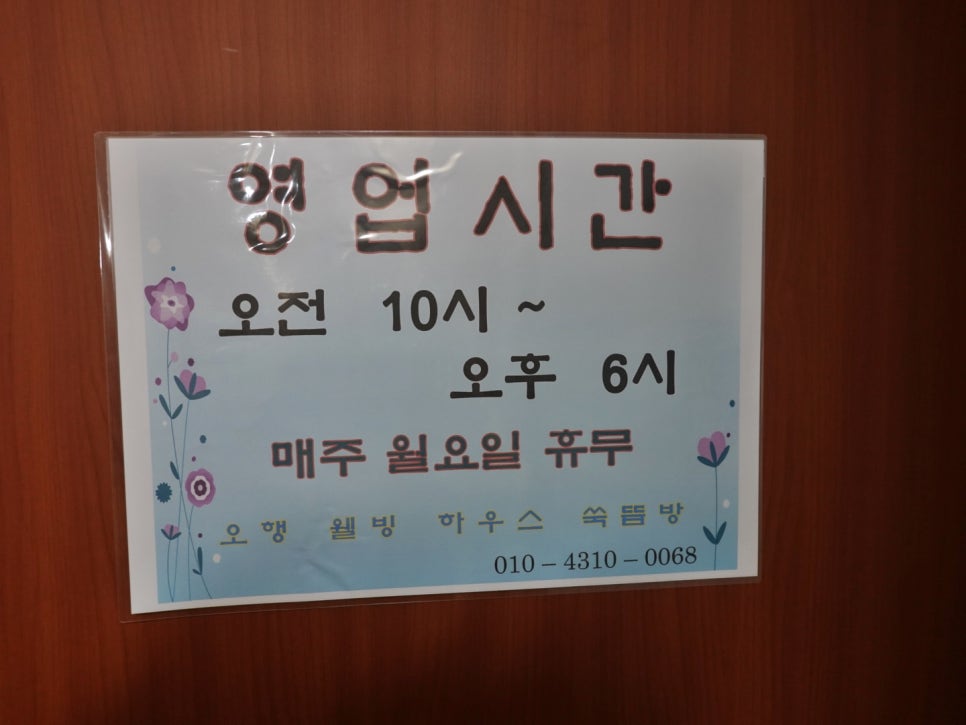 영업시간
오전 10시 ~
오후 6시
매주 월요일 휴무
오행 웰빙 하우스 쑥뜸방
010 – 4310 – 0068